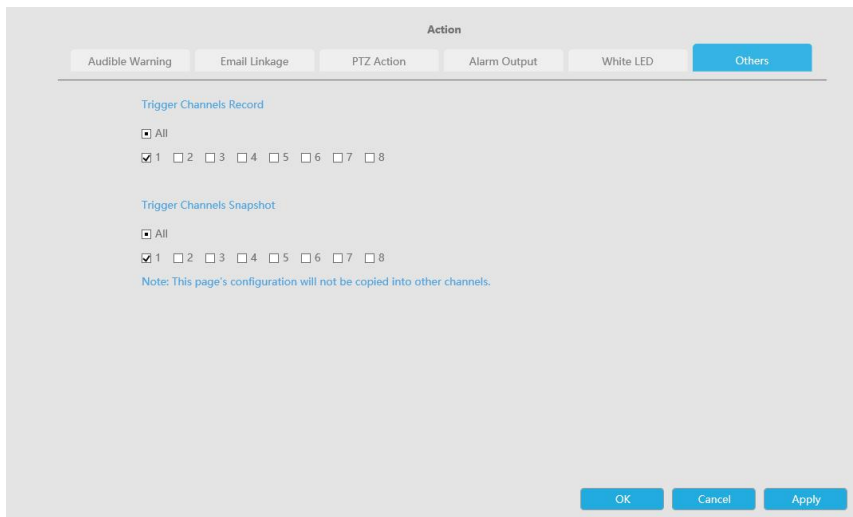 Action
Audible Warning Email Linkage PTZ Action Alarm Output White LED Others
Trigger Channels Record
All
1 2 3 4 5 6 7 8
Trigger Channels Snapshot
All
1 2 3 4 5 6 7 8
Note: This page's configuration will not be copied into other channels.
OK Cancel Apply